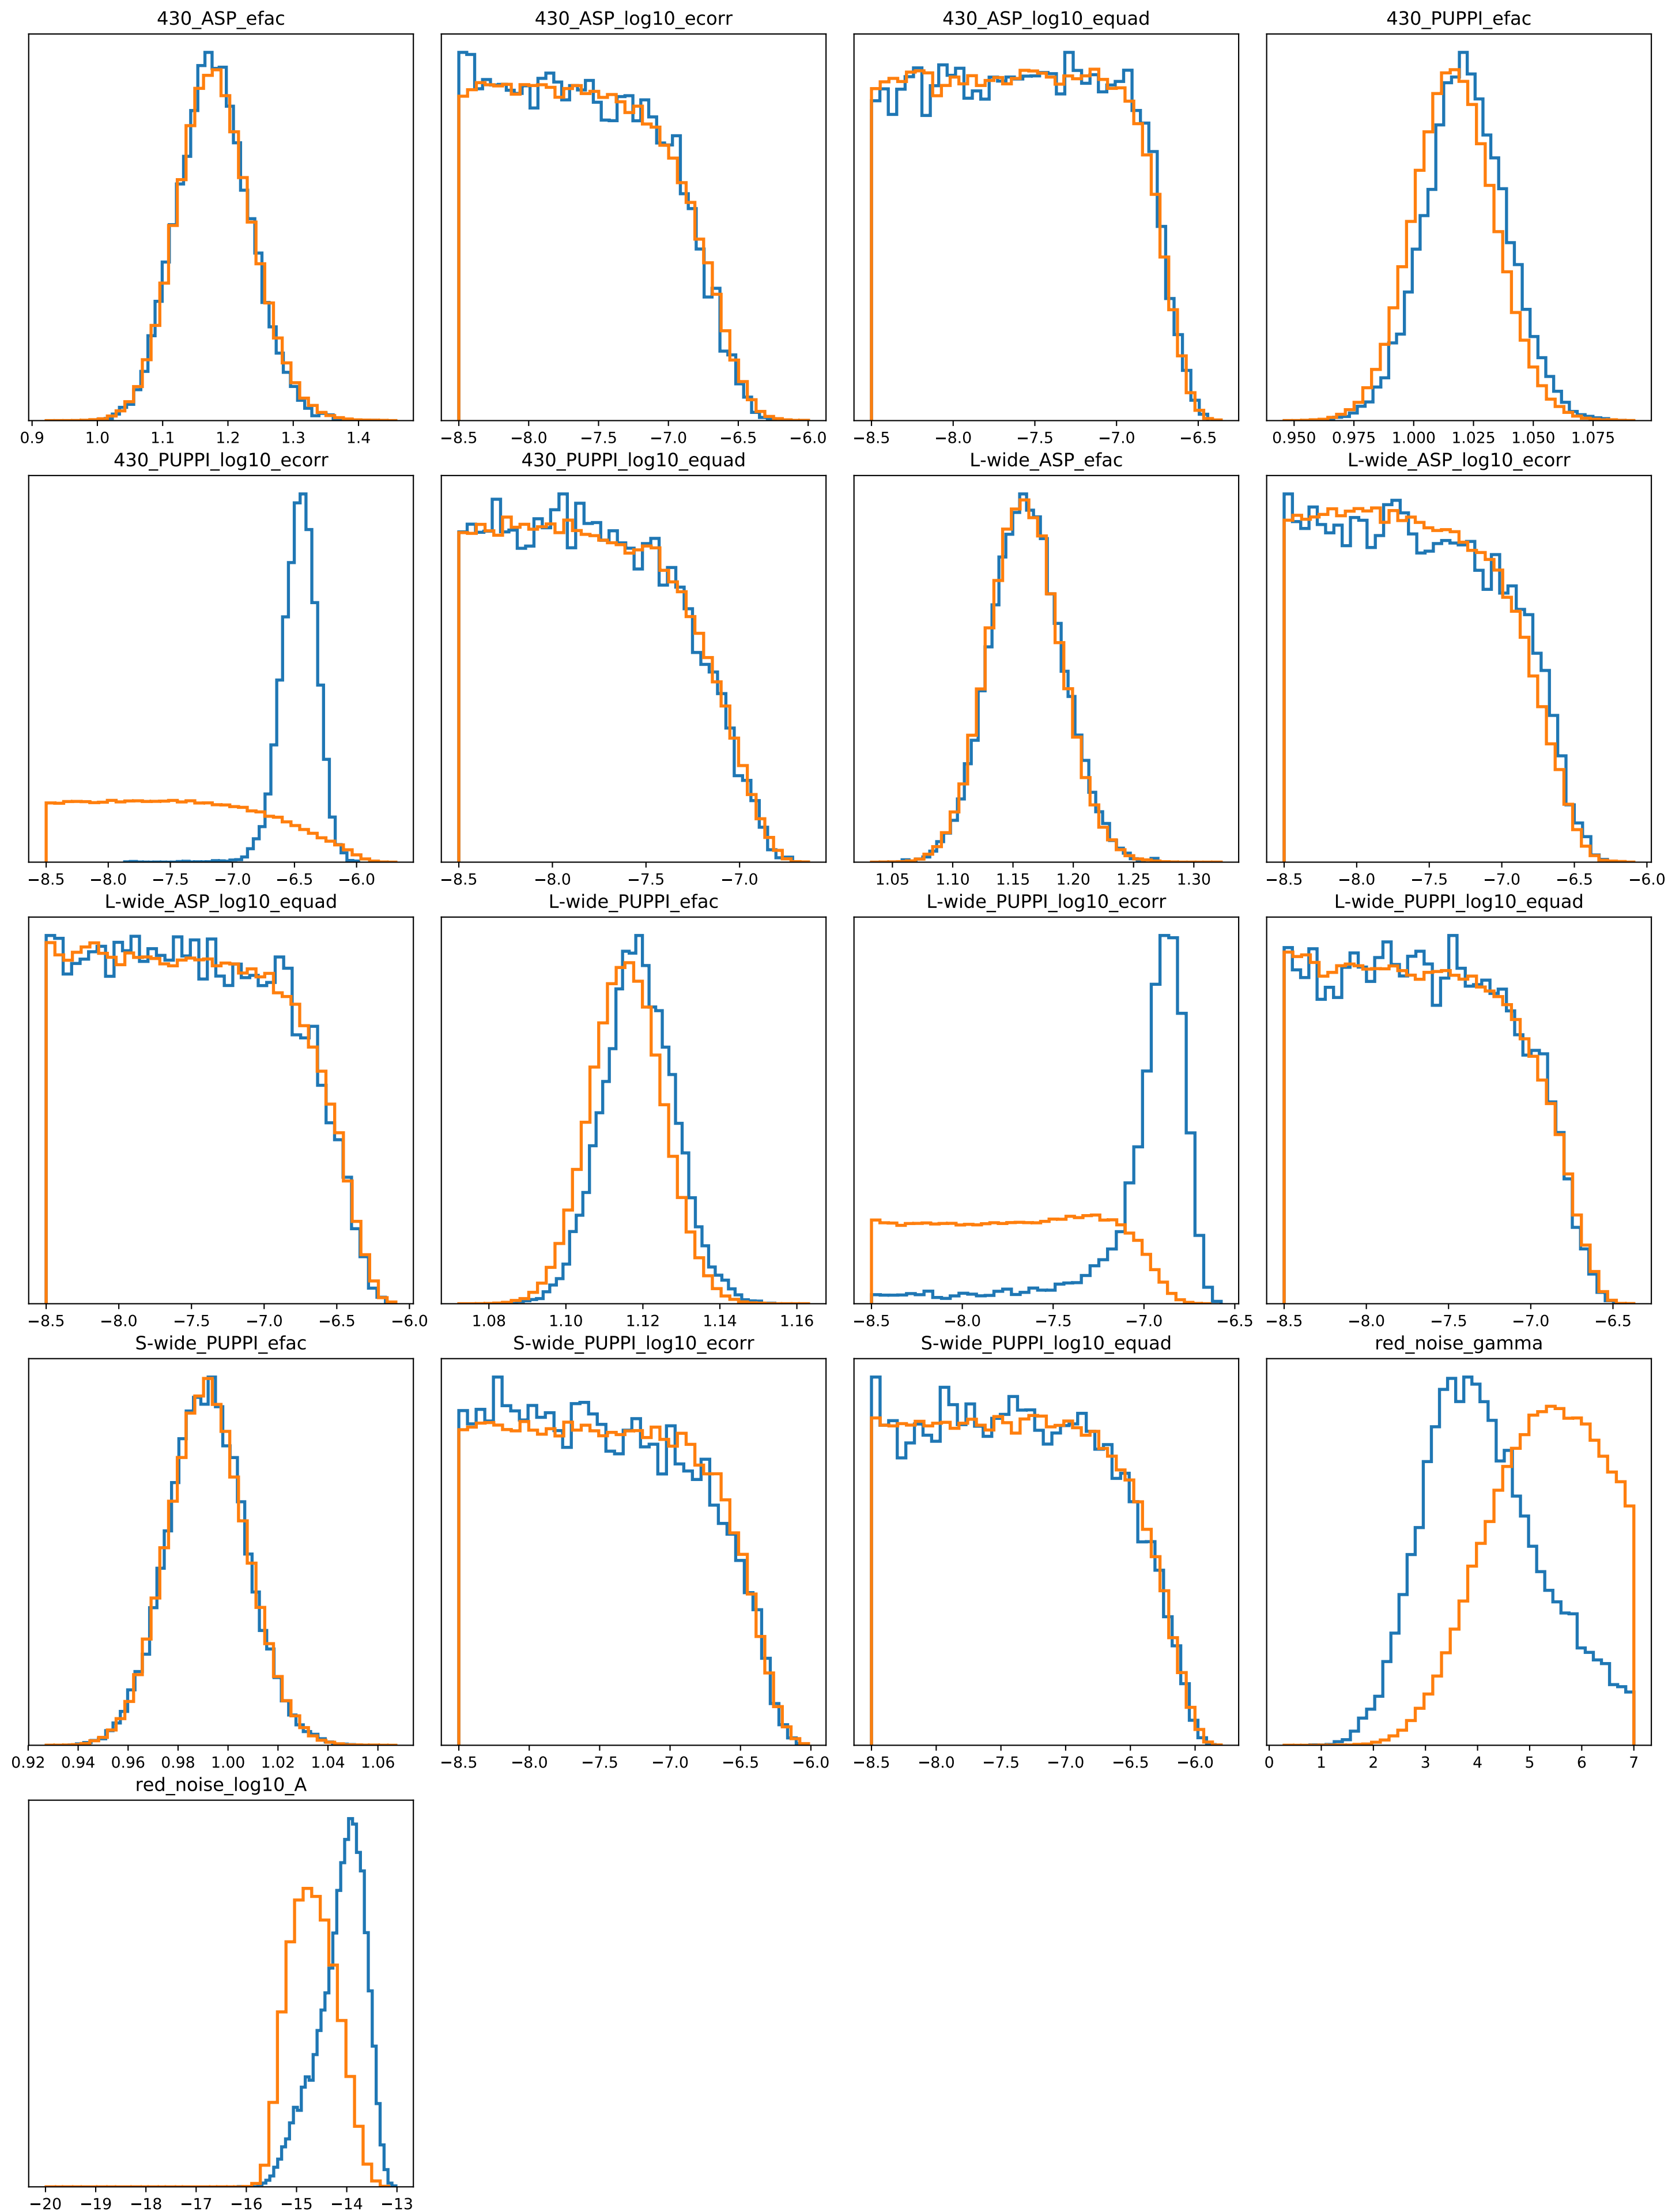 430_ASP_efac 430_ASP_log10_ecorr 430_ASP_log10_equad 430_PUPPI_efac
0.9 1.0 1.1 1.2 1.3 1.4 −8.5 −8.0 −7.5 −7.0 −6.5 −6.0 −8.5 −8.0 −7.5 −7.0 −6.5 0.950 0.975 1.000 1.025 1.050 1.075
430_PUPPI_log10_ecorr 430_PUPPI_log10_equad L-wide_ASP_efac L-wide_ASP_log10_ecorr
−8.5 −8.0 −7.5 −7.0 −6.5 −6.0 −8.5 −8.0 −7.5 −7.0 1.05 1.10 1.15 1.20 1.25 1.30 −8.5 −8.0 −7.5 −7.0 −6.5 −6.0
L-wide_ASP_log10_equad L-wide_PUPPI_efac L-wide_PUPPI_log10_ecorr L-wide_PUPPI_log10_equad
−8.5 −8.0 −7.5 −7.0 −6.5 −6.0 1.08 1.10 1.12 1.14 1.16 −8.5 −8.0 −7.5 −7.0 −6.5 −8.5 −8.0 −7.5 −7.0 −6.5
S-wide_PUPPI_efac S-wide_PUPPI_log10_ecorr S-wide_PUPPI_log10_equad red_noise_gamma
0.92 0.94 0.96 0.98 1.00 1.02 1.04 1.06 −8.5 −8.0 −7.5 −7.0 −6.5 −6.0 −8.5 −8.0 −7.5 −7.0 −6.5 −6.0 0 1 2 3 4 5 6 7
red_noise_log10_A
−20 −19 −18 −17 −16 −15 −14 −13